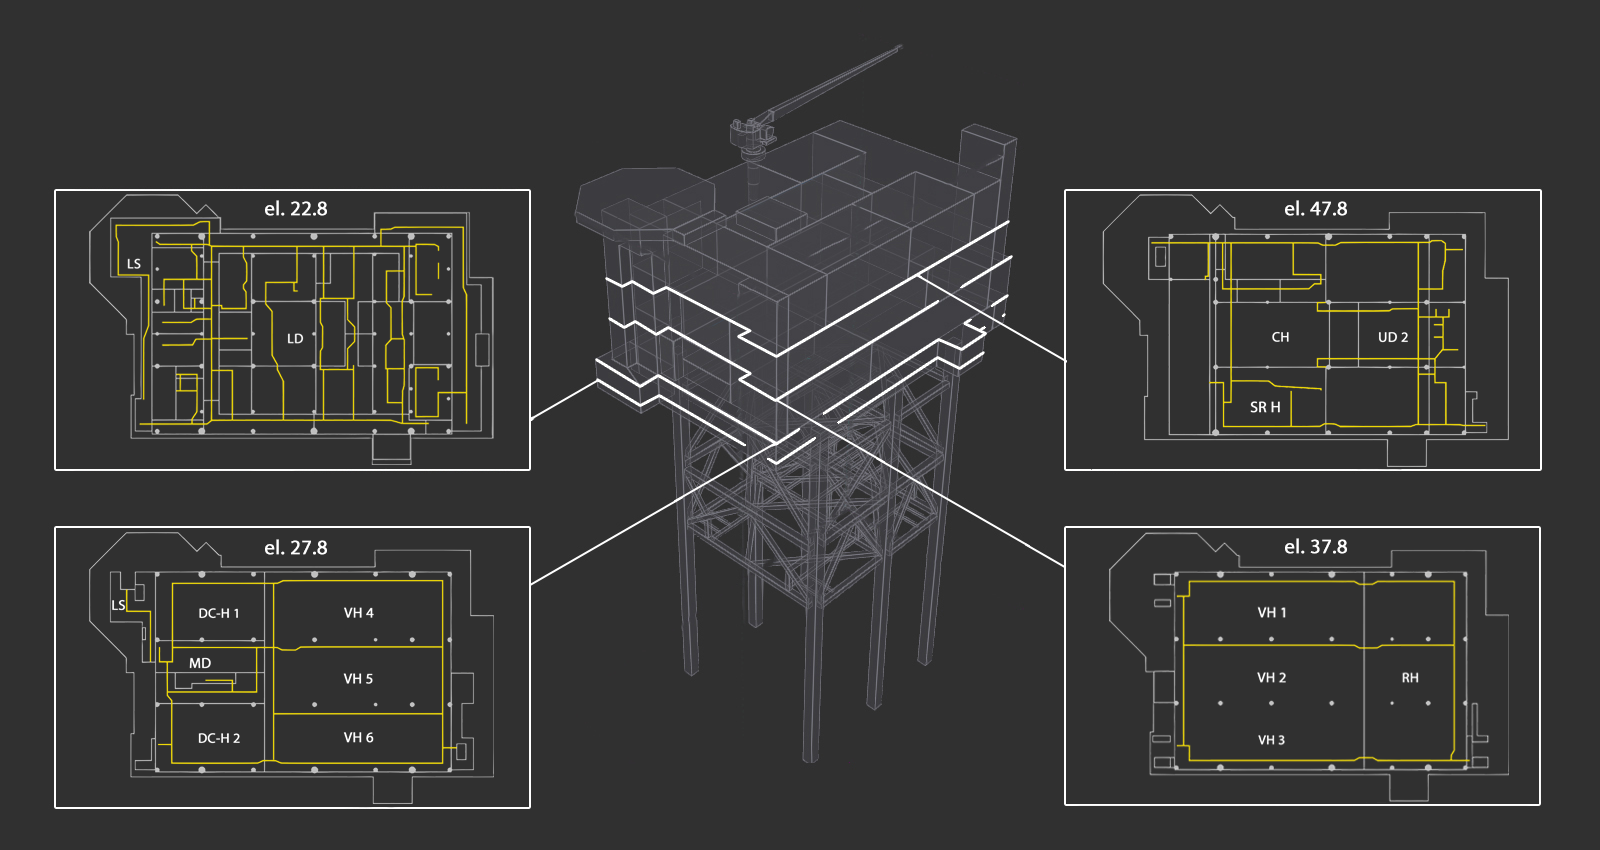 el. 22.8
LS
LD
el. 47.8
CH
UD 2
SR H
el. 27.8
LS
DC-H 1
VH 4
MD
VH 5
DC-H 2
VH 6
el. 37.8
VH 1
VH 2
RH
VH 3